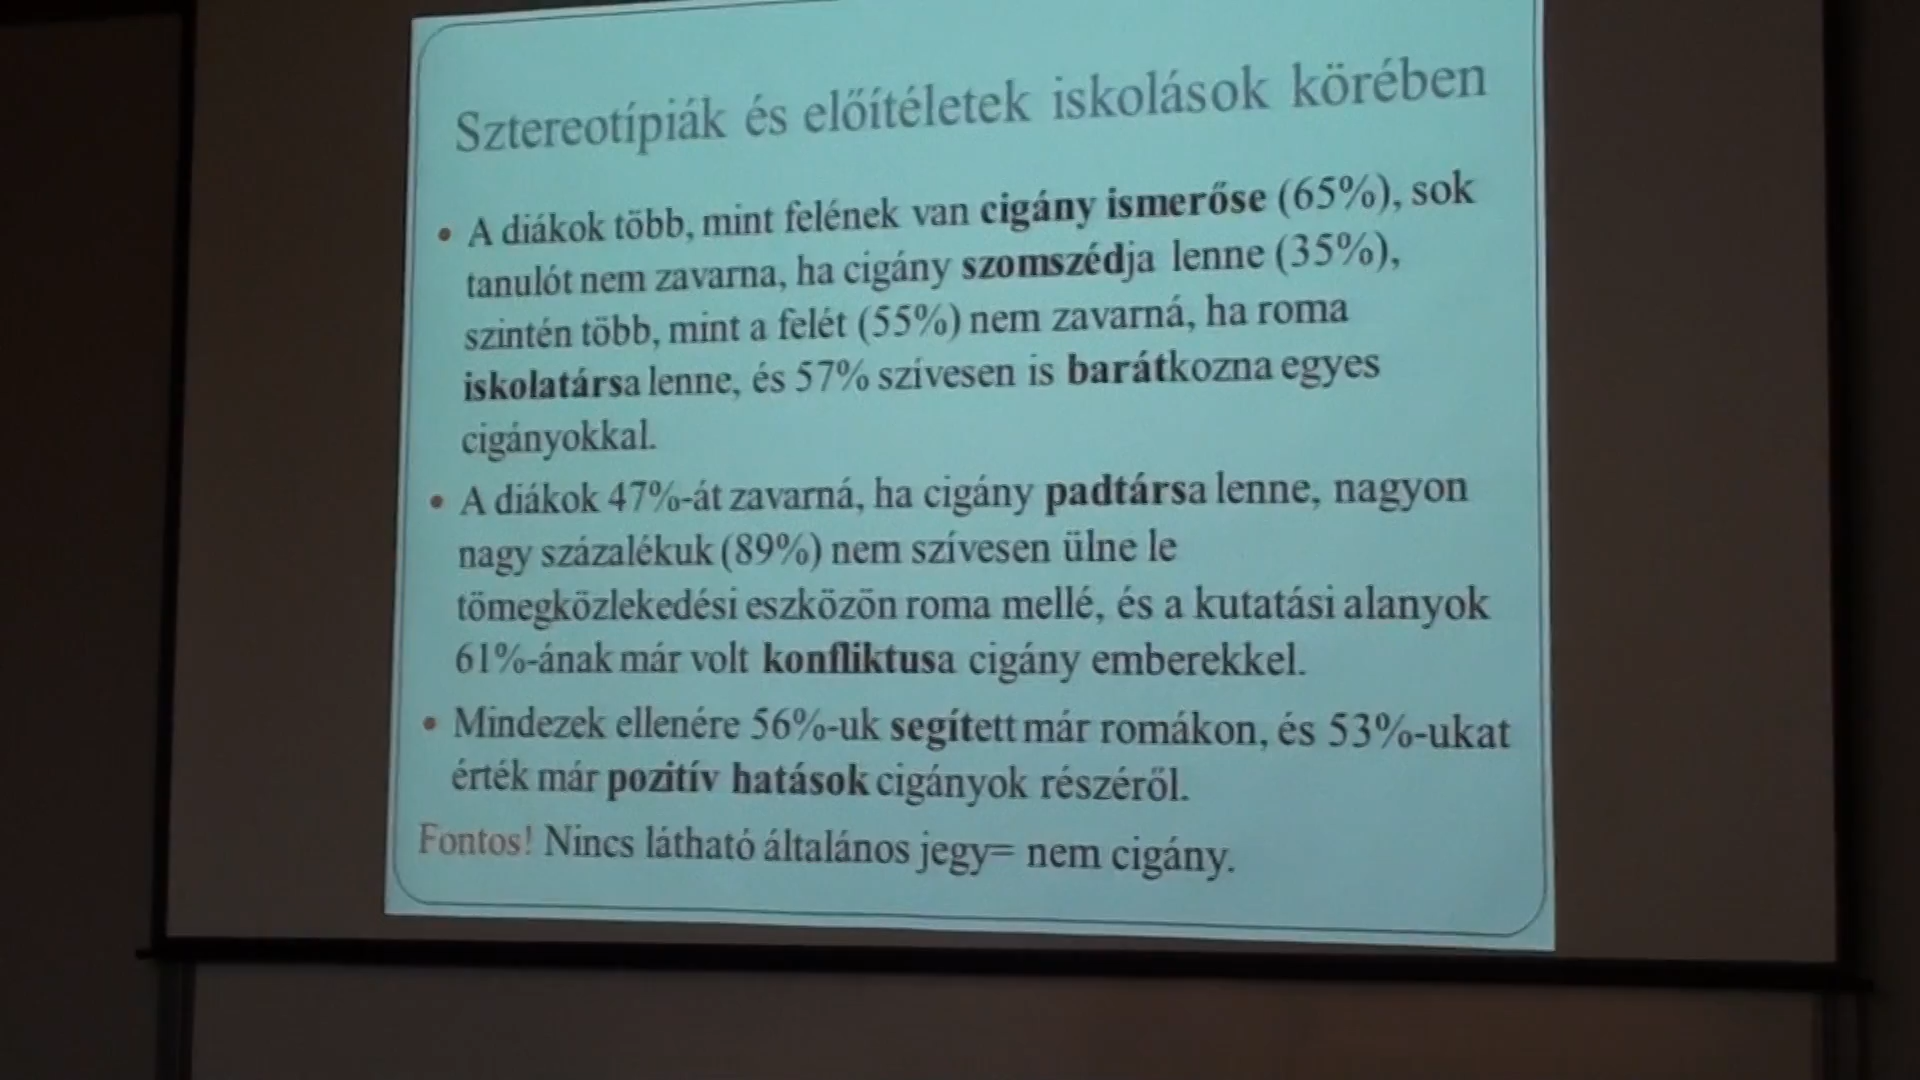 Sztereotípiák és előítéletek iskolások körében
• A diákok több, mint felének van cigány ismerőse (65%), sok
tanulót nem zavarna, ha cigány szomszédja lenne (35%),
szintén több, mint a felét (55%) nem zavarná, ha roma
iskolatársa lenne, és 57% szívesen is barátkozna egyes
cigányokkal.
• A diákok 47%-át zavarná, ha cigány padtársa lenne, nagyon
nagy százalékuk (89%) nem szívesen ülne le
tömegközlekedési eszközön roma mellé, és a kutatási alanyok
61%-ának már volt konfliktusa cigány emberekkel.
• Mindezek ellenére 56%-uk segített már romákon, és 53%-ukat
érték már pozitív hatások cigányok részéről.
Fontos! Nincs látható általános jegy= nem cigány.